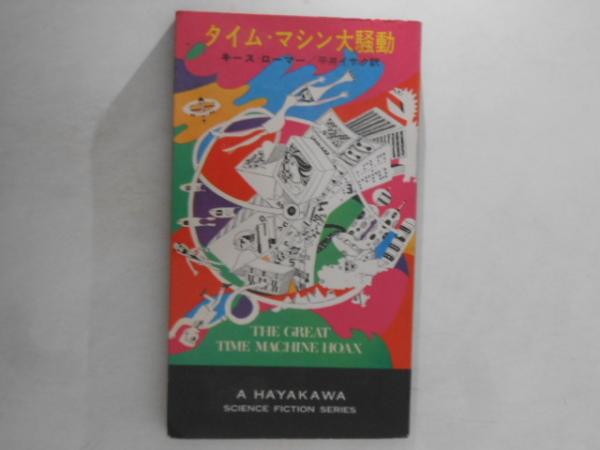 タイム・マシン大騒動
キース・ローマー/平井イサク訳
THE GREAT
TIME MACHINE HOAX
A HAYAKAWA
SCIENCE FICTION SERIES